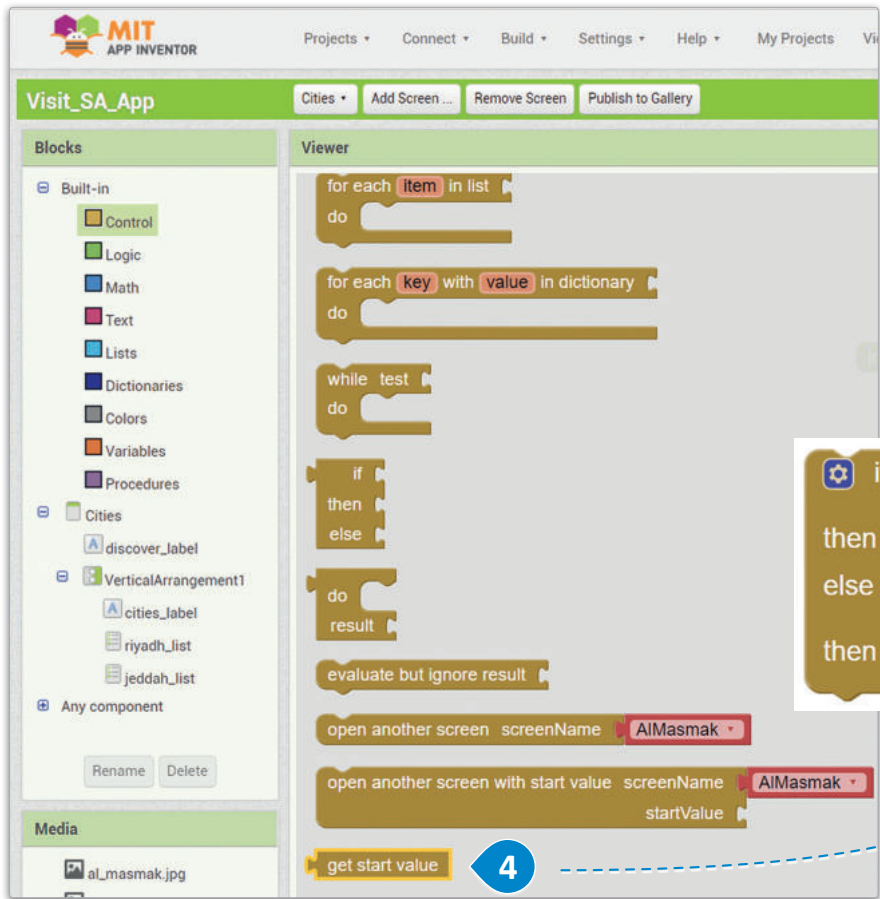 MIT
APP INVENTOR
Projects Connect Build Settings Help My Projects
Visit_SA_App
Cities Add Screen ... Remove Screen Publish to Gallery
Blocks
Viewer
Built-in
Control
Logic
Math
Text
Lists
Dictionaries
Colors
Variables
Procedures
Cities
discover_label
VerticalArrangement1
cities_label
riyadh_list
jeddah_list
Any component
Rename Delete
Media
al_masmak.jpg
for each item in list
do
for each key with value in dictionary
do
while test
do
if
then
else
do
result
evaluate but ignore result
open another screen screenName AlMasmak
open another screen with start value screenName AlMasmak
startValue
get start value
4
then
else
then